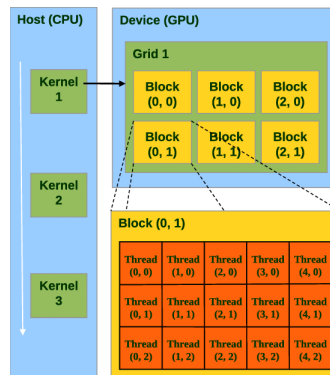 Host (CPU)
Device (GPU)
Grid 1
Kernel
1
Block
(0, 0)
Block
(1, 0)
Block
(2, 0)
Block
(0, 1)
Block
(1, 1)
Block
(2, 1)
Kernel
2
Block (0, 1)
Kernel
3
Thread
(0, 0)
Thread
(1, 0)
Thread
(2, 0)
Thread
(3, 0)
Thread
(4, 0)
Thread
(0, 1)
Thread
(1, 1)
Thread
(2, 1)
Thread
(3, 1)
Thread
(4, 1)
Thread
(0, 2)
Thread
(1, 2)
Thread
(2, 2)
Thread
(3, 2)
Thread
(4, 2)